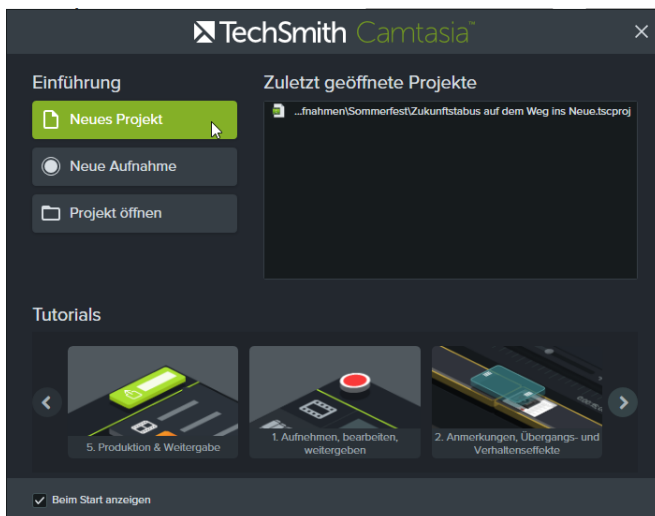 TechSmith Camtasia™
Einführung
Neues Projekt
Neue Aufnahme
Projekt öffnen
Zuletzt geöffnete Projekte
...fnahmen\Sommerfest\Zukunftstabus auf dem Weg ins Neue.tscproj
Tutorials
5. Produktion & Weitergabe
1. Aufnehmen, bearbeiten,
weitergeben
2. Anmerkungen, Übergangs- und
Verhaltenseffekte
Beim Start anzeigen